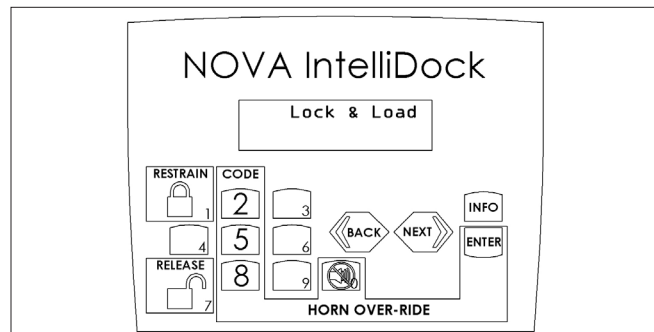 NOVA IntelliDock
Lock & Load
RESTRAIN
1
CODE
2
3
4
5
6
BACK
NEXT
INFO
ENTER
RELEASE
7
8
9
0
HORN OVER-RIDE